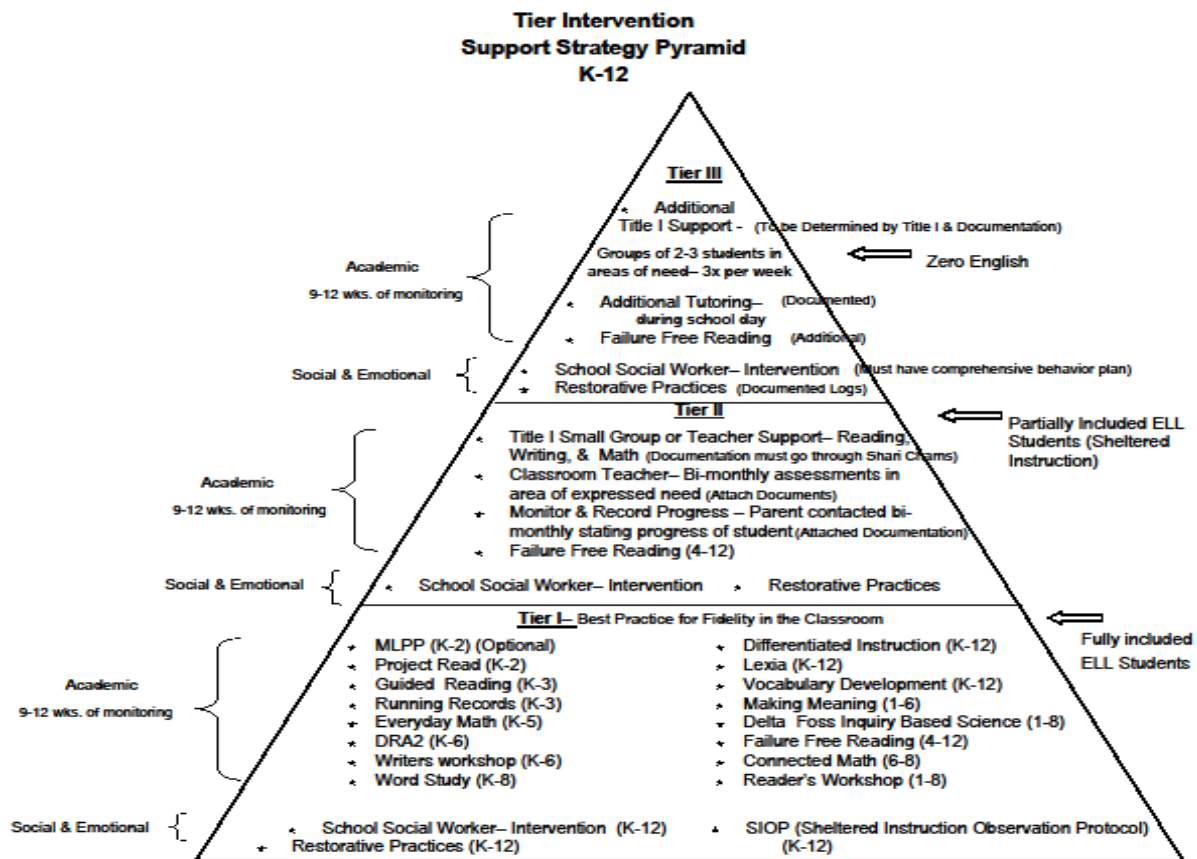 Tier Intervention
Support Strategy Pyramid
K-12
Tier III
* Additional
Title I Support - (To be Determined by Title I & Documentation)
Groups of 2-3 students in
areas of need– 3x per week
Academic
9-12 wks. of monitoring
Zero English
* Additional Tutoring– (Documented)
during school day
* Failure Free Reading (Additional)
Social & Emotional
* School Social Worker– Intervention (Must have comprehensive behavior plan)
* Restorative Practices (Documented Logs)
Tier II
Partially Included ELL
Students (Sheltered
Instruction)
* Title I Small Group or Teacher Support– Reading,
Writing, & Math (Documentation must go through Shari Chams)
* Classroom Teacher– Bi-monthly assessments in
area of expressed need (Attach Documents)
* Monitor & Record Progress – Parent contacted bi-
monthly stating progress of student (Attached Documentation)
* Failure Free Reading (4-12)
Academic
9-12 wks. of monitoring
Social & Emotional
* School Social Worker– Intervention * Restorative Practices
Tier I– Best Practice for Fidelity in the Classroom
Fully included
ELL Students
Academic
9-12 wks. of monitoring
* MLPP (K-2) (Optional)
* Project Read (K-2)
* Guided Reading (K-3)
* Running Records (K-3)
* Everyday Math (K-5)
* DRA2 (K-6)
* Writers workshop (K-6)
* Word Study (K-8)
* Differentiated Instruction (K-12)
* Lexia (K-12)
* Vocabulary Development (K-12)
* Making Meaning (1-6)
* Delta Foss Inquiry Based Science (1-8)
* Failure Free Reading (4-12)
* Connected Math (6-8)
* Reader's Workshop (1-8)
Social & Emotional
* School Social Worker– Intervention (K-12)
* Restorative Practices (K-12)
* SIOP (Sheltered Instruction Observation Protocol)
(K-12)